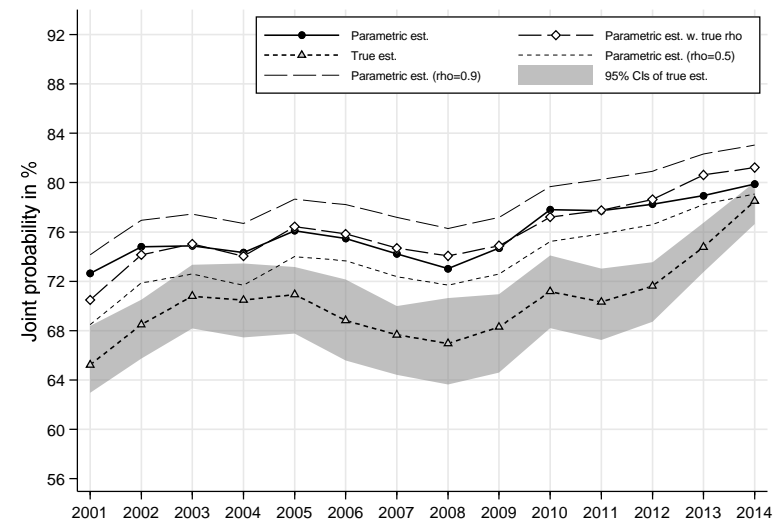 Parametric est.
Parametric est. w. true rho
True est.
Parametric est. (rho=0.5)
Parametric est. (rho=0.9)
95% CIs of true est.
Joint probability in %
92
88
84
80
76
72
68
64
60
56
2001 2002 2003 2004 2005 2006 2007 2008 2009 2010 2011 2012 2013 2014